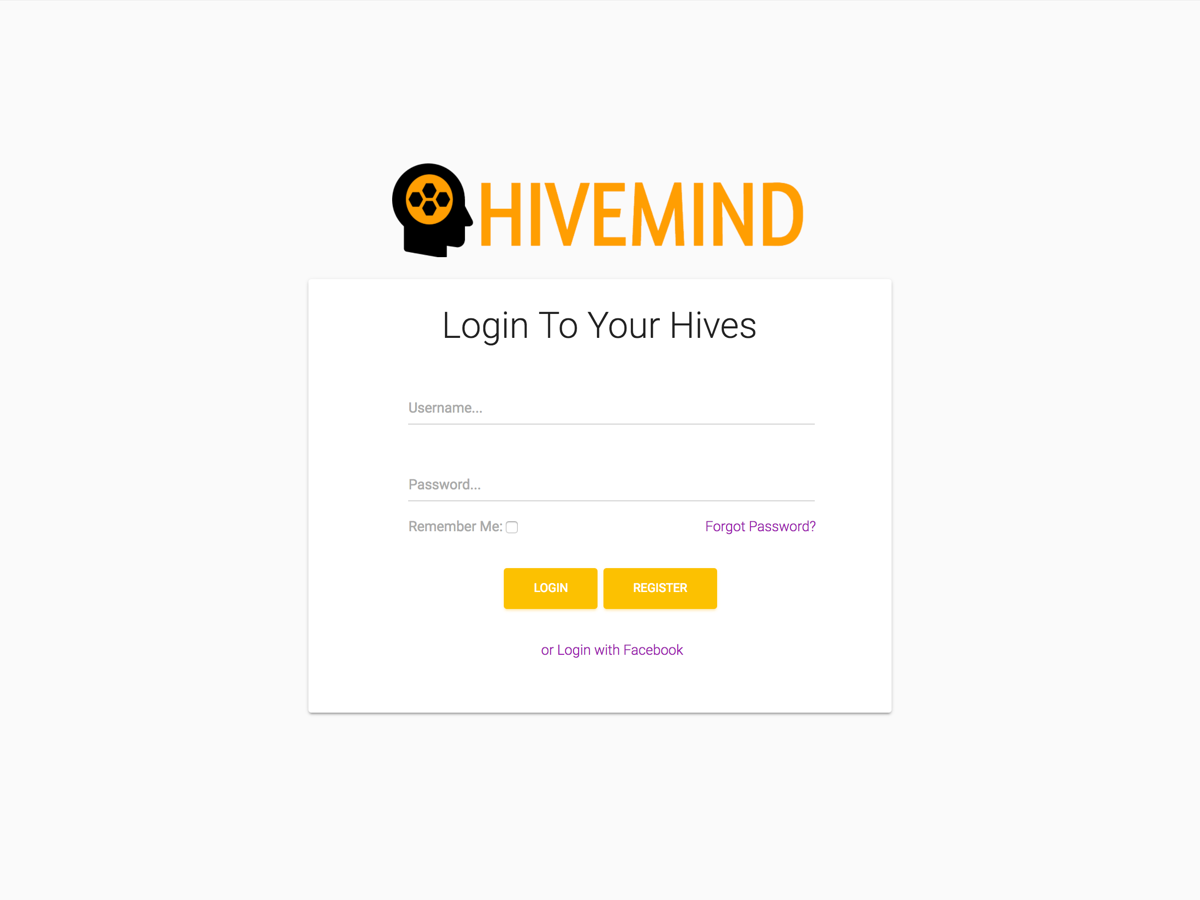 HIVEMIND
Login To Your Hives
Username...
Password...
Remember Me: Forgot Password?
LOGIN REGISTER
or Login with Facebook